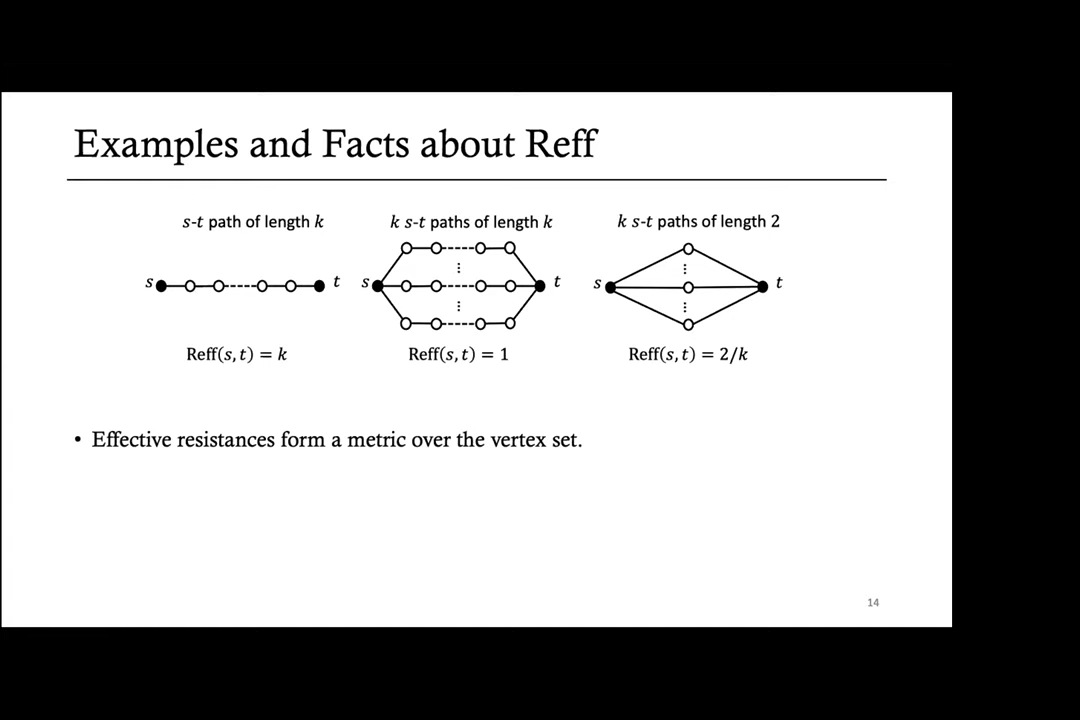 Examples and Facts about Reff
s-t path of length k
k s-t paths of length k
k s-t paths of length 2
s t
s t
s t
Reff(s, t) = k
Reff(s, t) = 1
Reff(s, t) = 2/k
• Effective resistances form a metric over the vertex set.
14